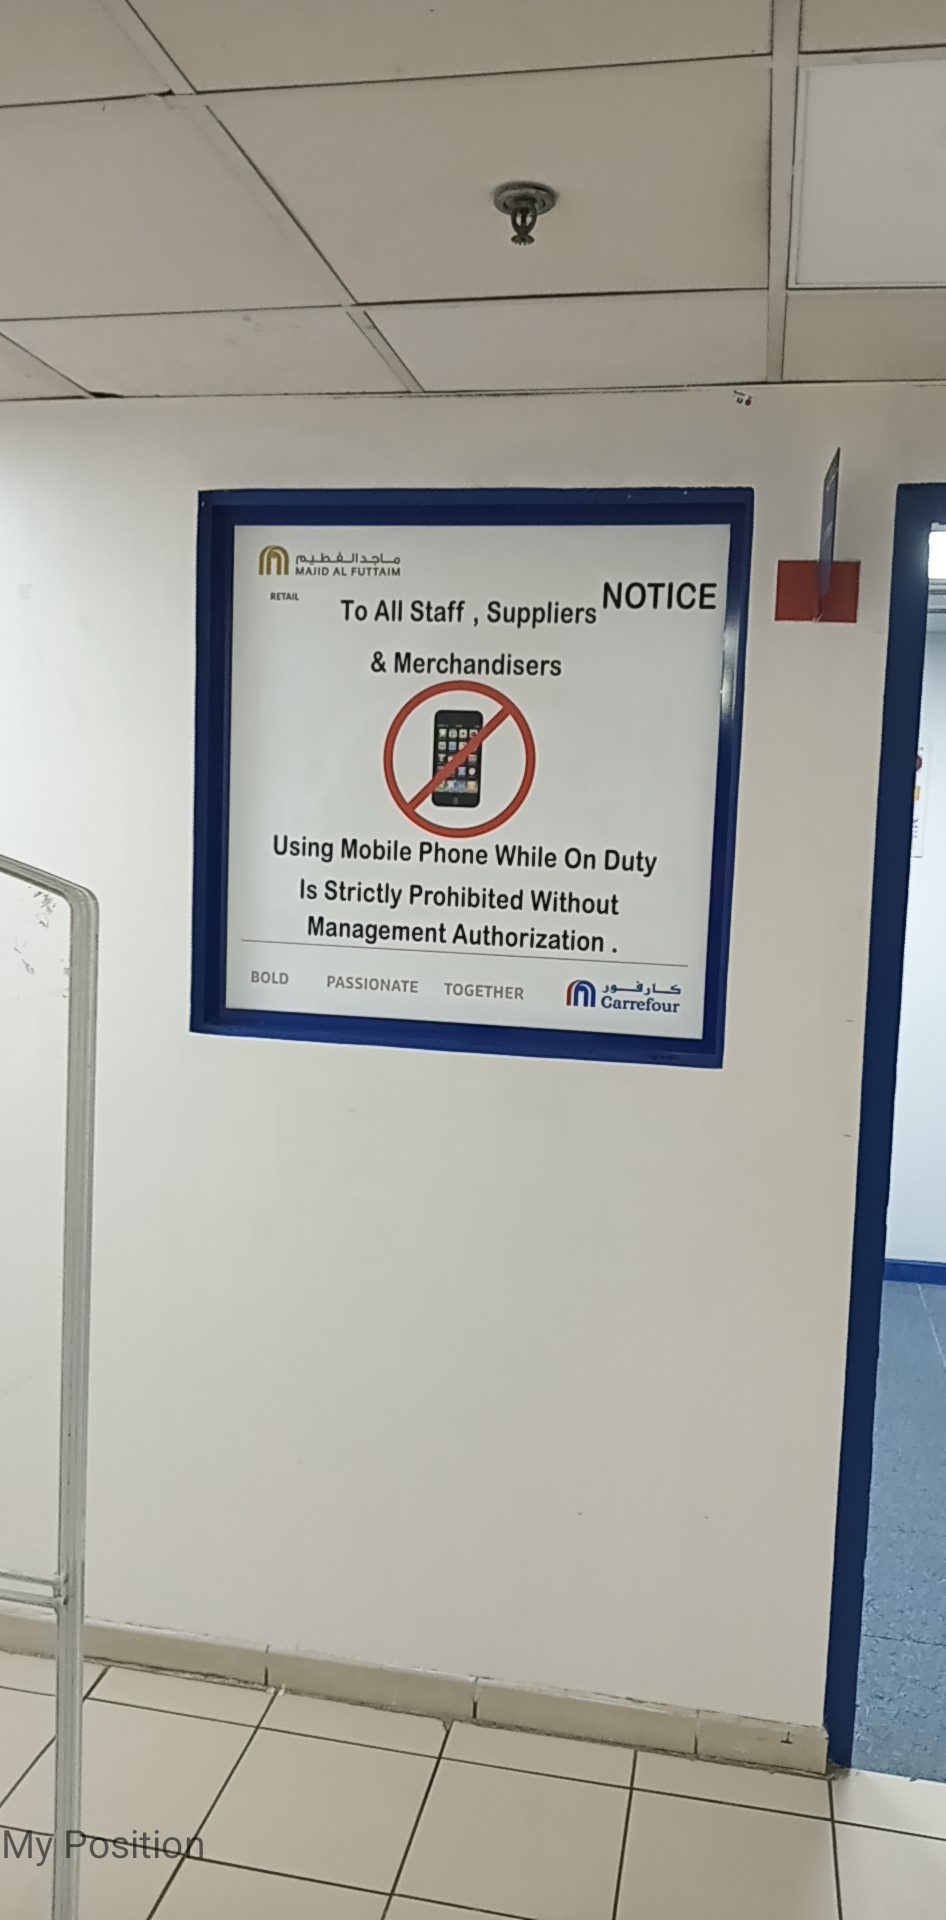 ماجد الفطيم
MAJID AL FUTTAIM
RETAIL
NOTICE
To All Staff , Suppliers
& Merchandisers
Using Mobile Phone While On Duty
Is Strictly Prohibited Without
Management Authorization .
BOLD PASSIONATE TOGETHER
كارفور
Carrefour
My Position